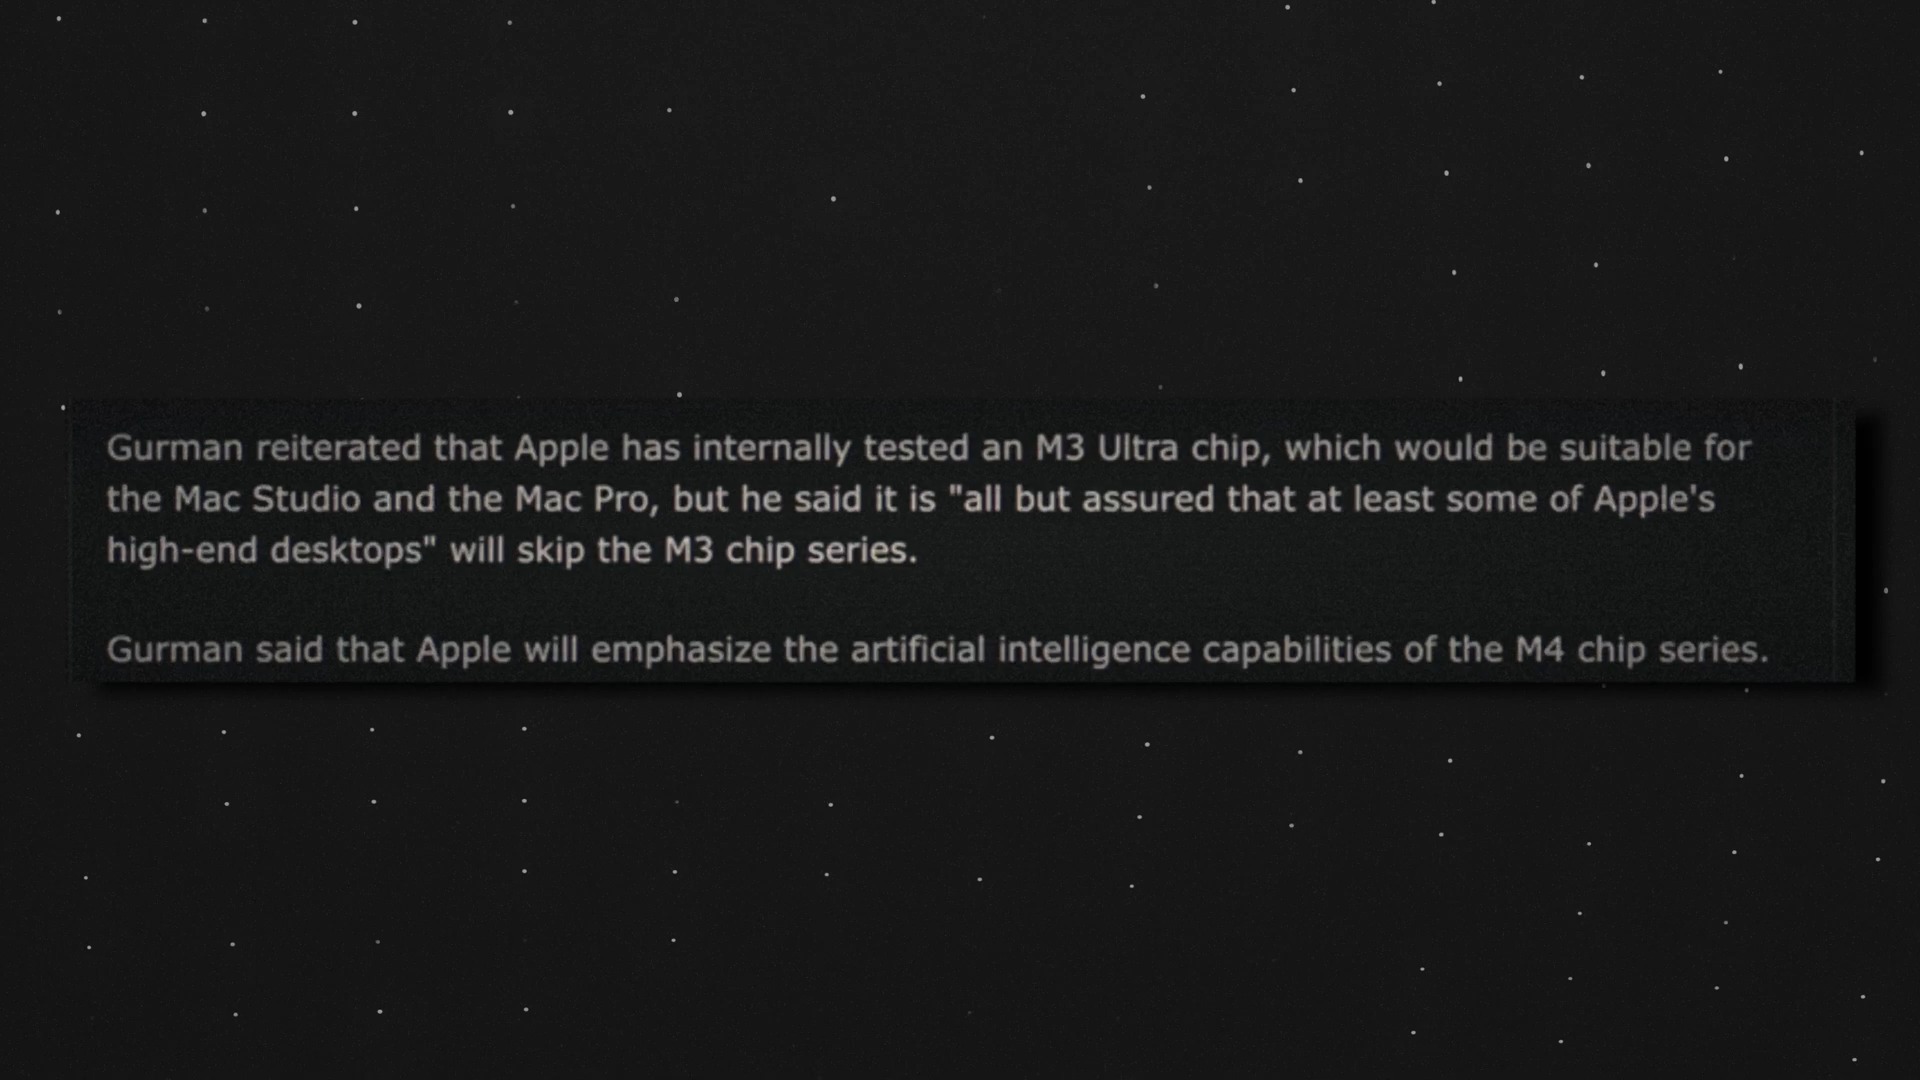 Gurman reiterated that Apple has internally tested an M3 Ultra chip, which would be suitable for
the Mac Studio and the Mac Pro, but he said it is "all but assured that at least some of Apple's
high-end desktops" will skip the M3 chip series.
Gurman said that Apple will emphasize the artificial intelligence capabilities of the M4 chip series.